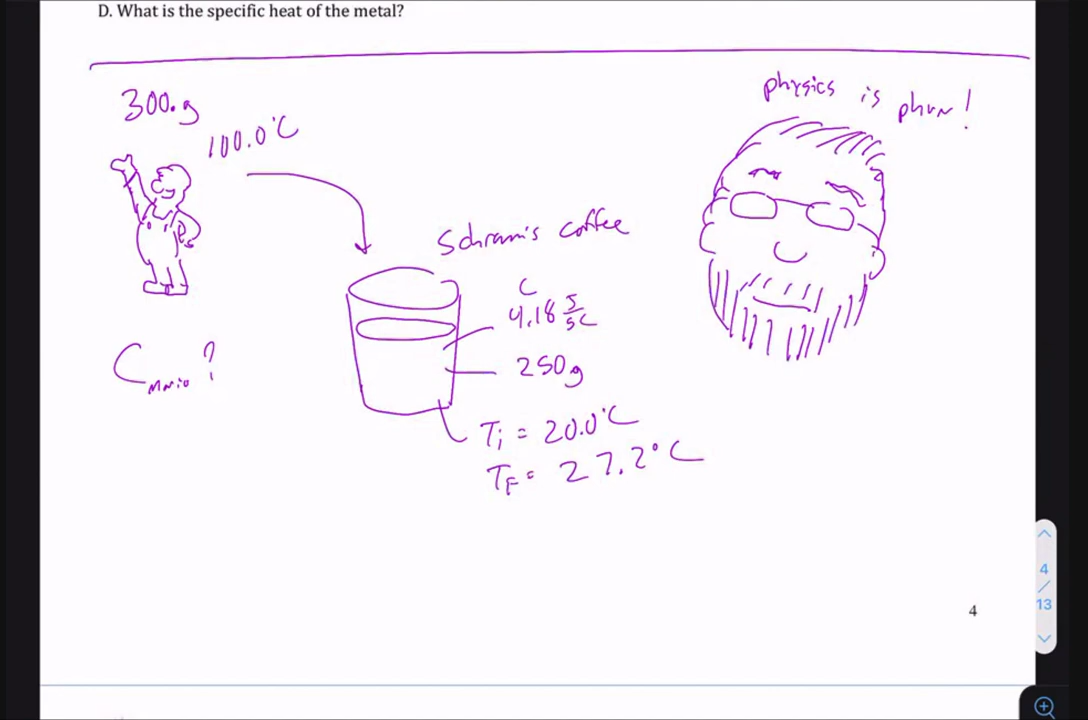 D. What is the specific heat of the metal?
physics is phun!
300.g
100.0°C
Schram's coffee
C
4.18 J/g°C
250g
C Mario ?
Ti = 20.0°C
TF = 27.2°C
4
4
/
13